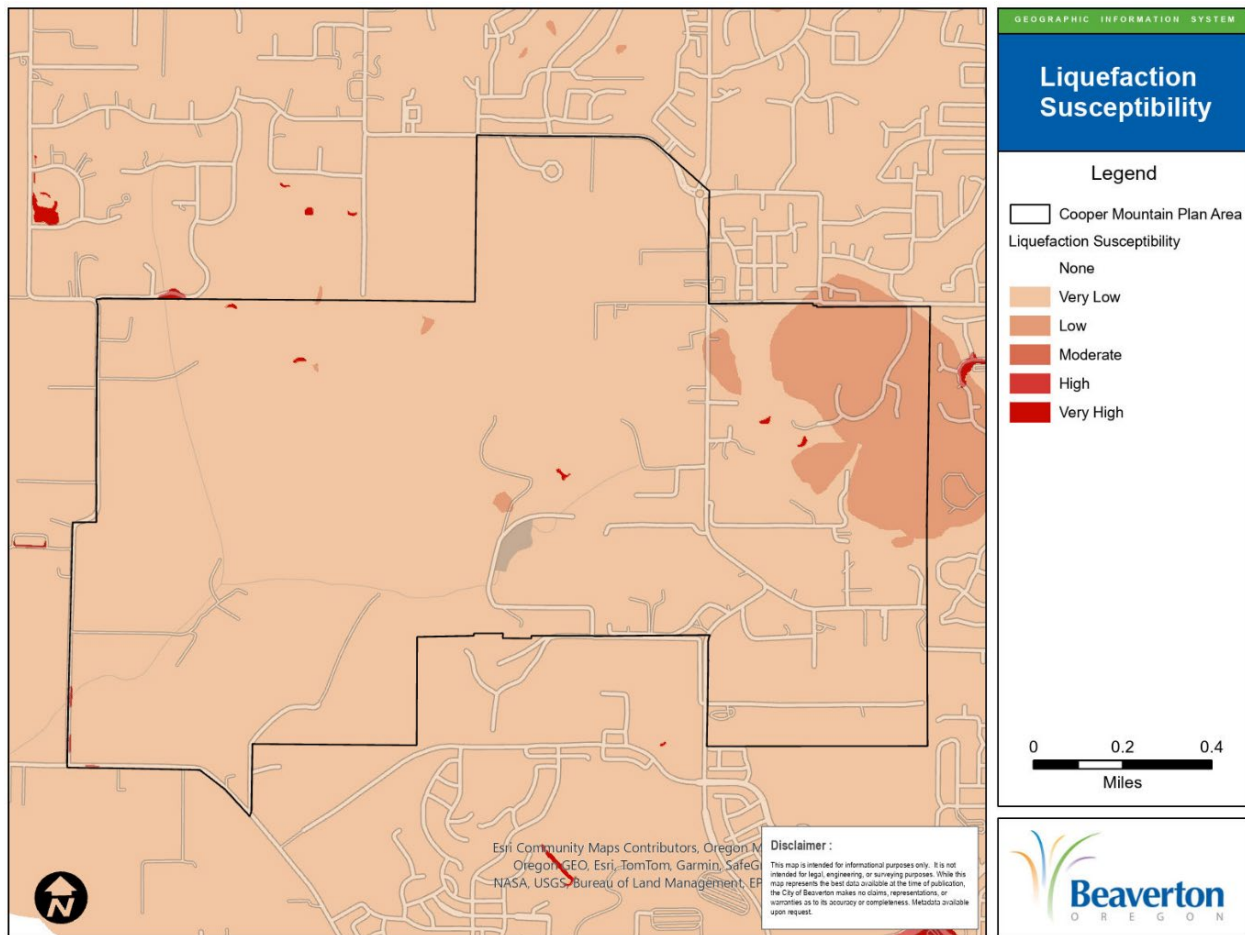 GEOGRAPHIC INFORMATION SYSTEM
Liquefaction
Susceptibility
Legend
Cooper Mountain Plan Area
Liquefaction Susceptibility
None
Very Low
Low
Moderate
High
Very High
0 0.2 0.4
Miles
Esri Community Maps Contributors, Oregon M
Oregon GEO, Esri, TomTom, Garmin, SafeG
NASA, USGS, Bureau of Land Management, EP
Disclaimer :
This map is intended for informational purposes only. It is not
intended for legal, engineering, or surveying purposes. While this
map represents the best data available at the time of publication,
the City of Beaverton makes no claims, representations, or
warranties as to its accuracy or completeness. Metadata available
upon request.
N
Beaverton
OREGON